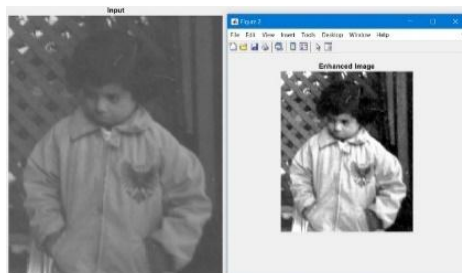 Input
Figure 2
File Edit View Insert Tools Desktop Window Help
Enhanced Image